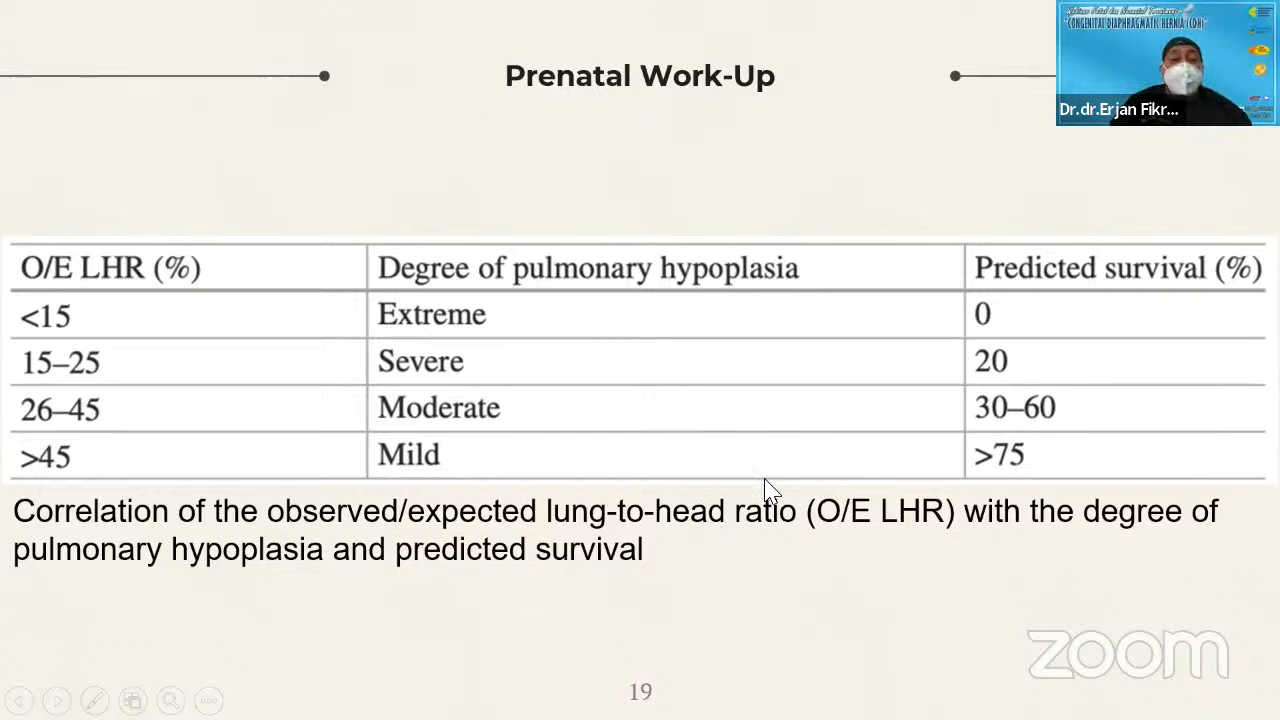 Prenatal Work-Up
"CONGENITAL DIAPHRAGMATIC HERNIA (CDH)"
Dr.dr.Erjan Fikr...
O/E LHR (%) Degree of pulmonary hypoplasia Predicted survival (%)
<15 Extreme 0
15–25 Severe 20
26–45 Moderate 30–60
>45 Mild >75
Correlation of the observed/expected lung-to-head ratio (O/E LHR) with the degree of
pulmonary hypoplasia and predicted survival
zoom
19